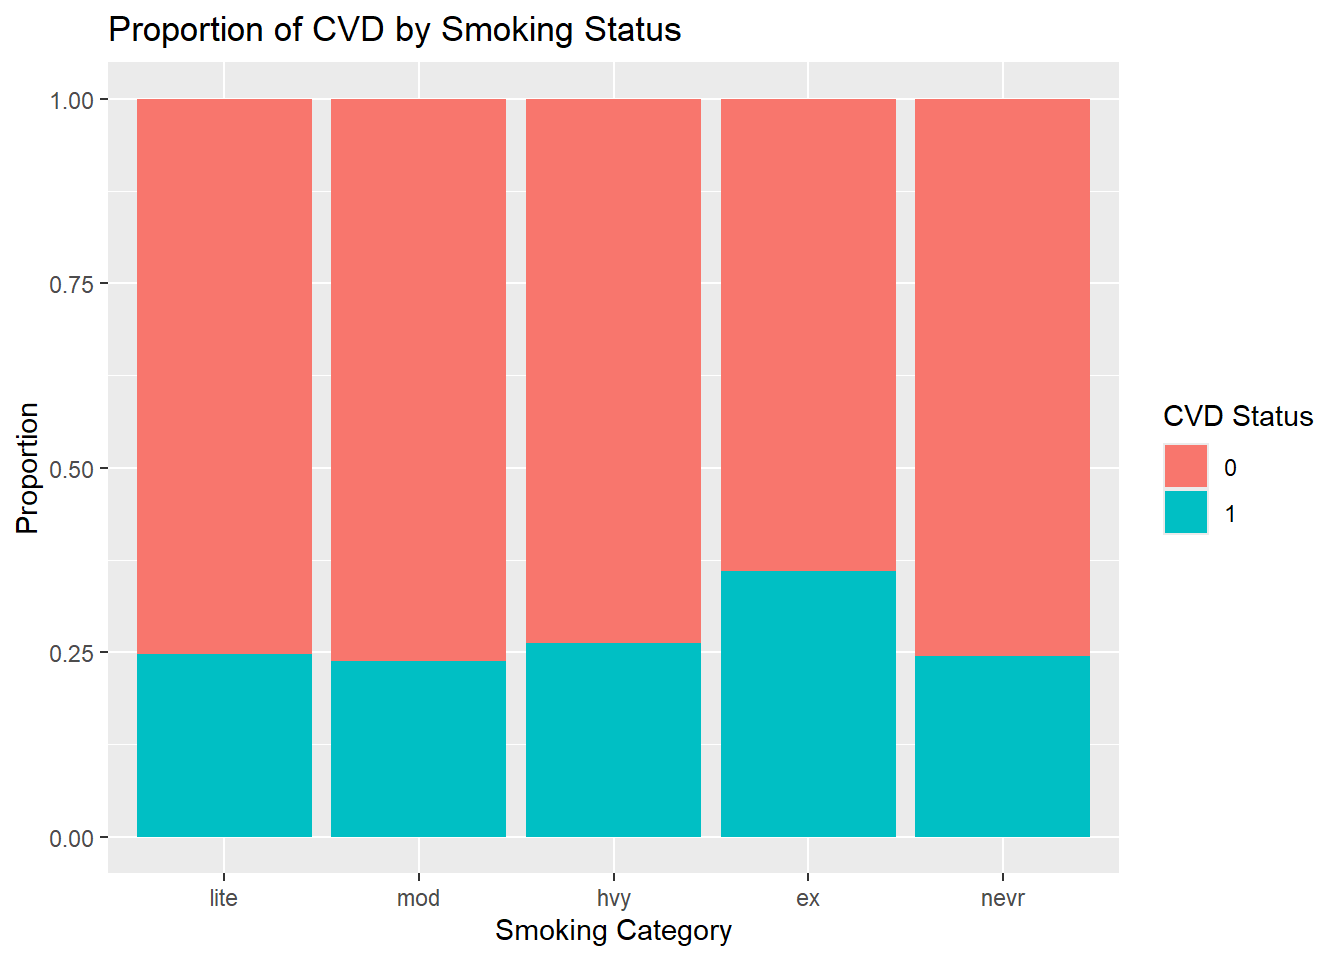 Proportion of CVD by Smoking Status
1.00
0.75
0.50
0.25
0.00
Proportion
lite mod hvy ex nevr
Smoking Category
CVD Status
0
1